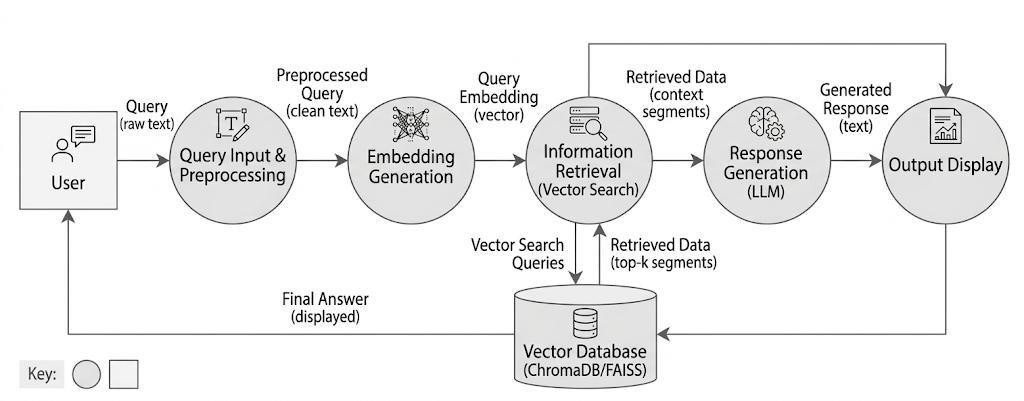 Query
(raw text)
Preprocessed
Query
(clean text)
Query
Embedding
(vector)
Retrieved Data
(context
segments)
Generated
Response
(text)
User
T
Query Input &
Preprocessing
Embedding
Generation
Information
Retrieval
(Vector Search)
Response
Generation
(LLM)
Output Display
Vector Search
Queries
Retrieved Data
(top-k segments)
Final Answer
(displayed)
Vector Database
(ChromaDB/FAISS)
Key: